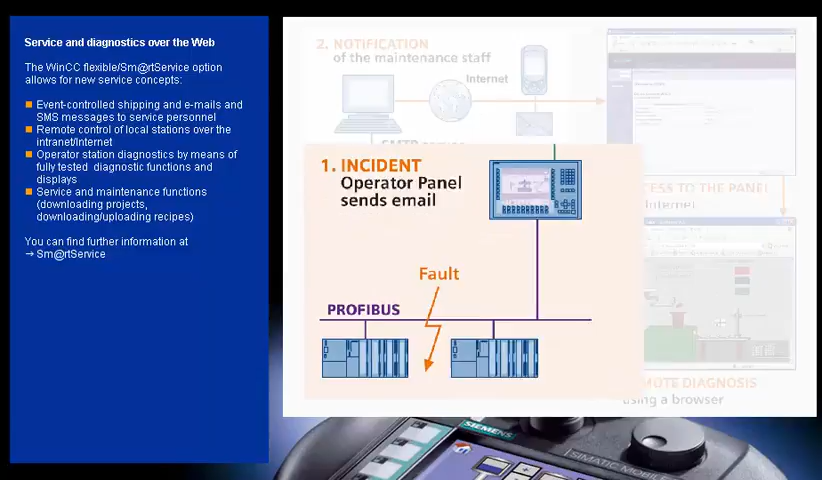 Service and diagnostics over the Web
The WinCC flexible/Sm@rtService option
allows for new service concepts:
Event-controlled shipping and e-mails and
SMS messages to service personnel
Remote control of local stations over the
intranet/Internet
Operator station diagnostics by means of
fully tested diagnostic functions and
displays
Service and maintenance functions
(downloading projects,
downloading/uploading recipes)
You can find further information at
→ Sm@rtService
2. NOTIFICATION
of the maintenance staff
Internet
1. INCIDENT
Operator Panel
sends email
Fault
PROFIBUS
CESS TO THE PANEL
nternet
MOTE DIAGNOSIS
using a browser
SIEMENS
SIMATIC MOBILE